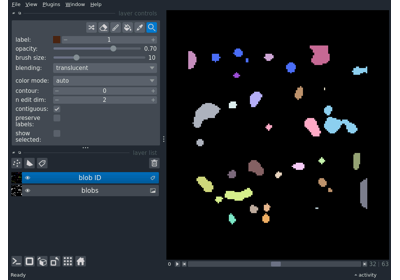 File View Plugins Window Help
layer controls
label: 1
opacity: 0.70
brush size: 10
blending: translucent
color mode: auto
contour: 0
n edit dim: 2
contiguous:
preserve
labels:
show
selected:
layer list
blob ID
blobs
32 63
Ready
activity